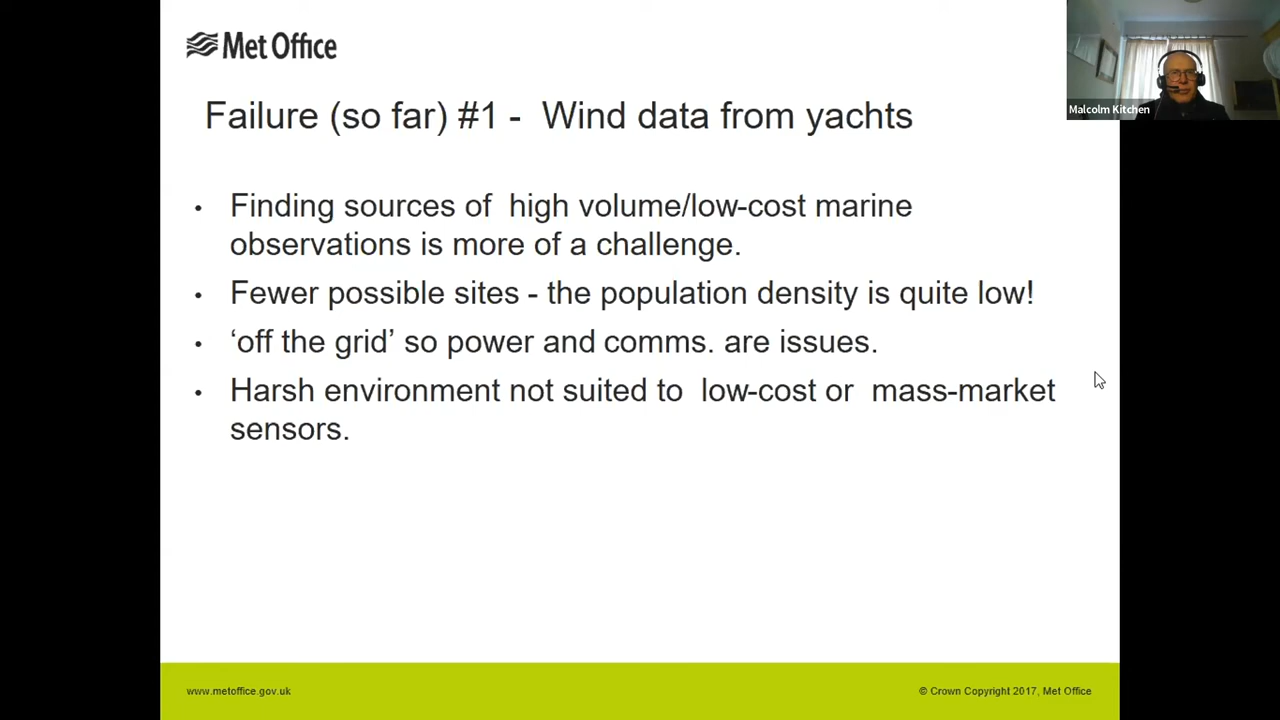 Met Office
Malcolm Kitchen
Failure (so far) #1 - Wind data from yachts
• Finding sources of high volume/low-cost marine
observations is more of a challenge.
• Fewer possible sites - the population density is quite low!
• ‘off the grid’ so power and comms. are issues.
• Harsh environment not suited to low-cost or mass-market
sensors.
www.metoffice.gov.uk
© Crown Copyright 2017, Met Office